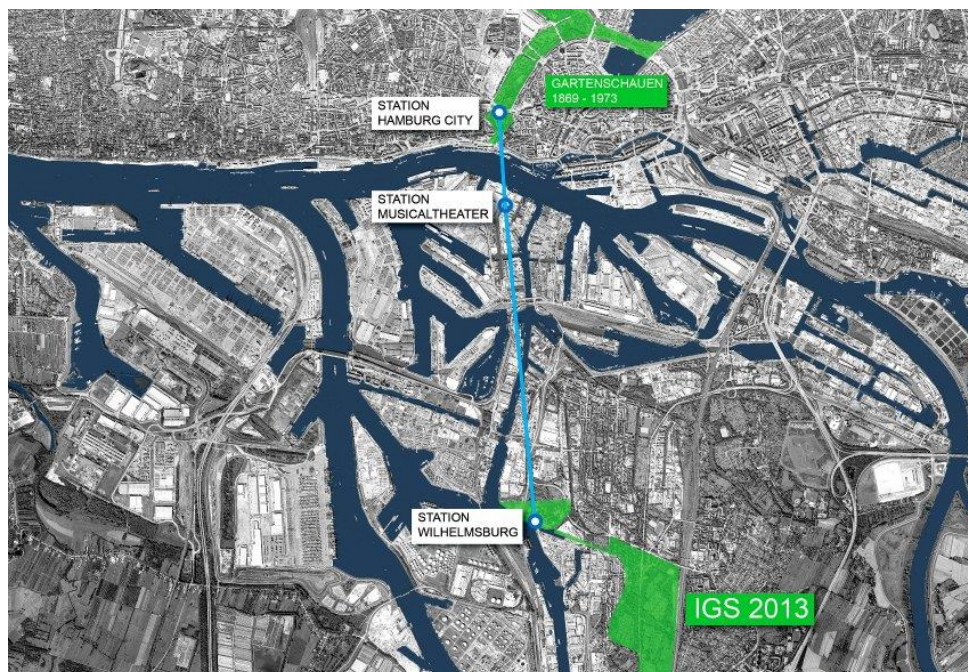 GARTENSCHAUEN
1869 - 1973
STATION
HAMBURG CITY
STATION
MUSICALTHEATER
STATION
WILHELMSBURG
IGS 2013